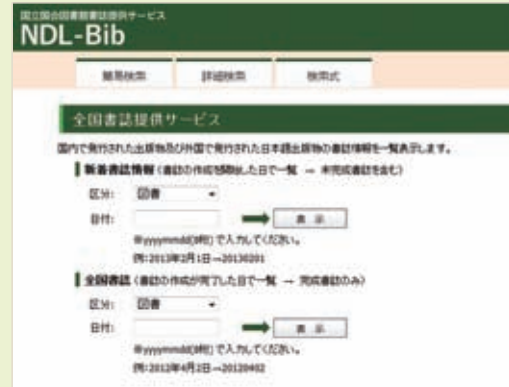 国立国会図書館書誌提供サービス
NDL-Bib
簡易検索 詳細検索 検索式
全国書誌提供サービス
国内で発行された出版物及び外国で発行された日本語出版物の書誌情報を一覧表示します。
新着書誌情報（書誌の作成を開始した日で一覧 → 未完成書誌を含む）
区分: 図書
日付: 表 示
※yyyymmdd(8桁) で入力してください。
例:2013年2月1日→20130201
全国書誌（書誌の作成が完了した日で一覧 → 完成書誌のみ）
区分: 図書
日付: 表 示
※yyyymmdd(8桁) で入力してください。
例:2012年4月2日→20120402